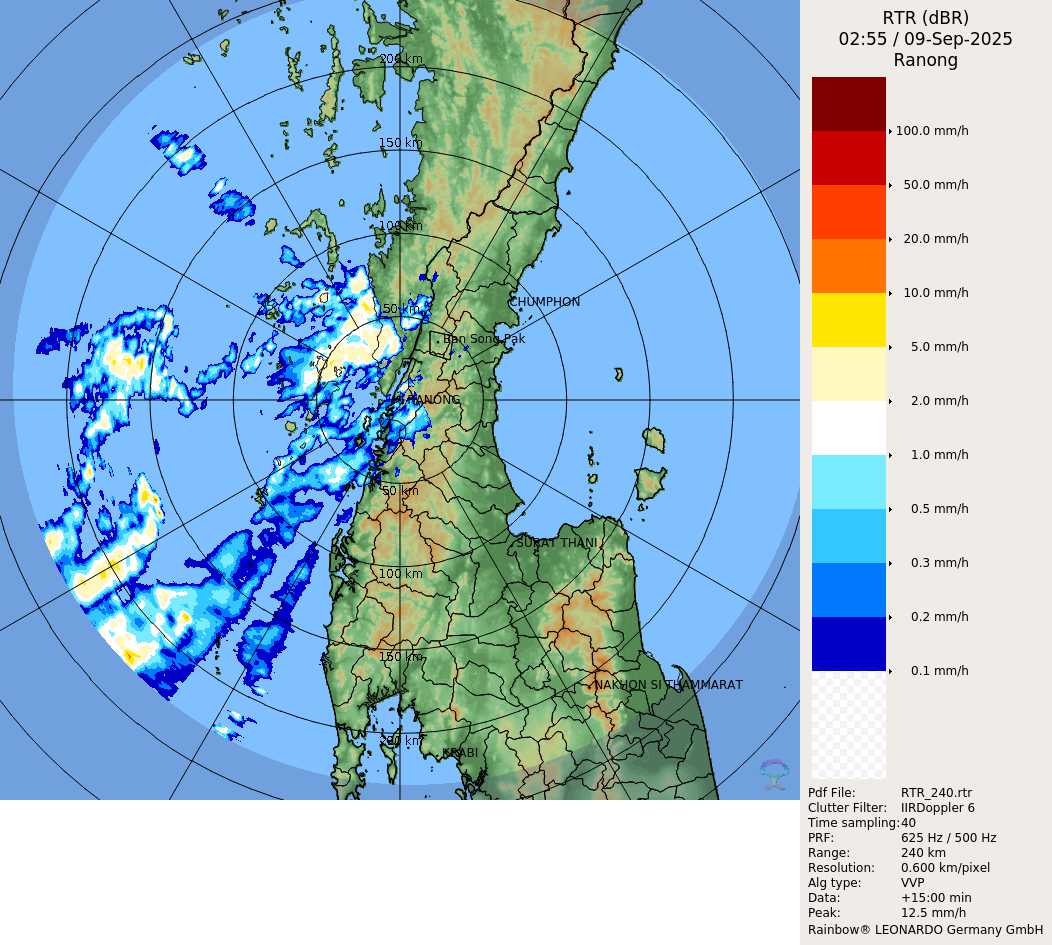 RTR (dBR)
02:55 / 09-Sep-2025
Ranong
100.0 mm/h
50.0 mm/h
20.0 mm/h
10.0 mm/h
5.0 mm/h
2.0 mm/h
1.0 mm/h
0.5 mm/h
0.3 mm/h
0.2 mm/h
0.1 mm/h
200 km
150 km
100 km
CHUMPHON
50 km
Ban Song Pak
RANONG
50 km
SURAT THANI
100 km
150 km
NAKHON SI THAMMARAT
200 km
KRABI
Pdf File: RTR_240.rtr
Clutter Filter: IIRDoppler 6
Time sampling: 40
PRF: 625 Hz / 500 Hz
Range: 240 km
Resolution: 0.600 km/pixel
Alg type: VVP
Data: +15:00 min
Peak: 12.5 mm/h
Rainbow® LEONARDO Germany GmbH